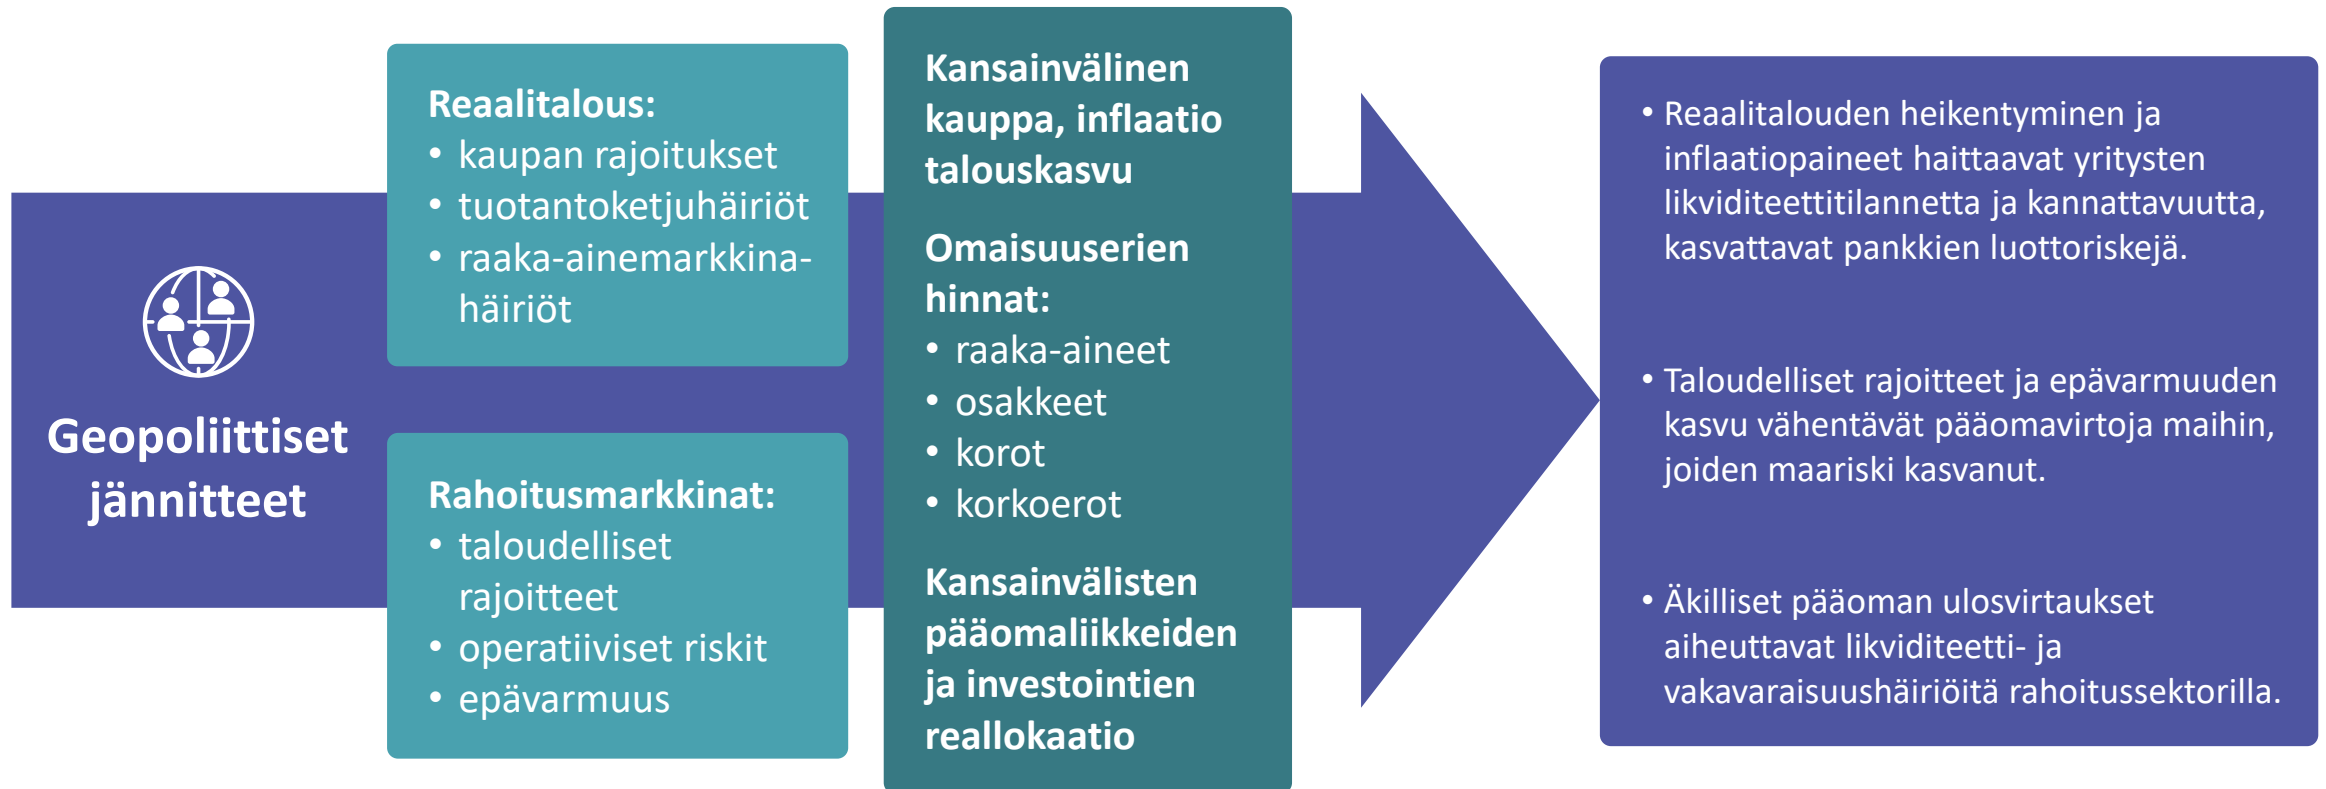 Geopoliittiset
jännitteet
Reaalitalous:
• kaupan rajoitukset
• tuotantoketjuhäiriöt
• raaka-ainemarkkina-
häiriöt
Rahoitusmarkkinat:
• taloudelliset
rajoitteet
• operatiiviset riskit
• epävarmuus
Kansainvälinen
kauppa, inflaatio
talouskasvu
Omaisuuserien
hinnat:
• raaka-aineet
• osakkeet
• korot
• korkoerot
Kansainvälisten
pääomaliikkeiden
ja investointien
reallokaatio
• Reaalitalouden heikentyminen ja
inflaatiopaineet haittaavat yritysten
likviditeettitilannetta ja kannattavuutta,
kasvattavat pankkien luottoriskejä.
• Taloudelliset rajoitteet ja epävarmuuden
kasvu vähentävät pääomavirtoja maihin,
joiden maariski kasvanut.
• Äkilliset pääoman ulosvirtaukset
aiheuttavat likviditeetti- ja
vakavaraisuushäiriöitä rahoitussektorilla.